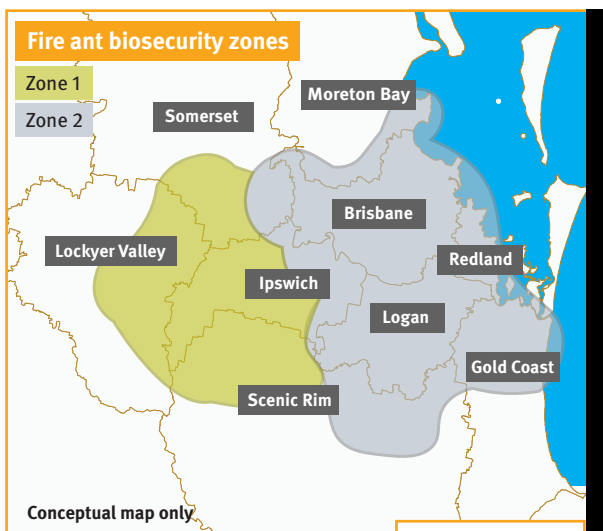 Fire ant biosecurity zones
Zone 1
Zone 2
Moreton Bay
Somerset
Brisbane
Lockyer Valley
Redland
Ipswich
Logan
Gold Coast
Scenic Rim
Conceptual map only